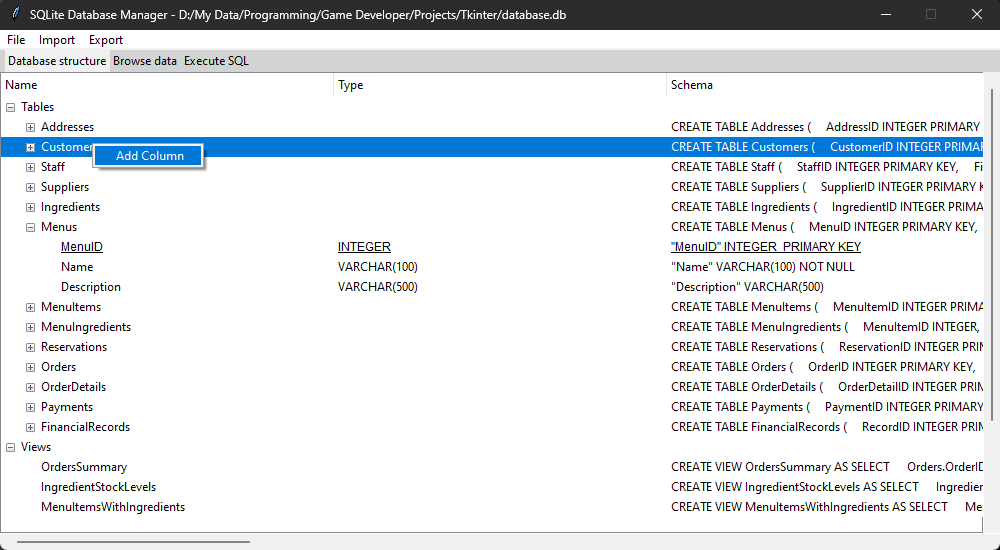 SQLite Database Manager - D:/My Data/Programming/Game Developer/Projects/Tkinter/database.db
File Import Export
Database structure Browse data Execute SQL
Name Type Schema
Tables
Addresses CREATE TABLE Addresses ( AddressID INTEGER PRIMARY
Customer CREATE TABLE Customers ( CustomerID INTEGER PRIMA
Add Column
Staff CREATE TABLE Staff ( StaffID INTEGER PRIMARY KEY, Fi
Suppliers CREATE TABLE Suppliers ( SupplierID INTEGER PRIMARY K
Ingredients CREATE TABLE Ingredients ( IngredientID INTEGER PRIMA
Menus CREATE TABLE Menus ( MenuID INTEGER PRIMARY KEY,
MenuID INTEGER "MenuID" INTEGER PRIMARY KEY
Name VARCHAR(100) "Name" VARCHAR(100) NOT NULL
Description VARCHAR(500) "Description" VARCHAR(500)
MenuItems CREATE TABLE MenuItems ( MenuItemID INTEGER PRIMA
MenuIngredients CREATE TABLE MenuIngredients ( MenuItemID INTEGER,
Reservations CREATE TABLE Reservations ( ReservationID INTEGER PRIM
Orders CREATE TABLE Orders ( OrderID INTEGER PRIMARY KEY,
OrderDetails CREATE TABLE OrderDetails ( OrderDetailID INTEGER PRIM
Payments CREATE TABLE Payments ( PaymentID INTEGER PRIMARY
FinancialRecords CREATE TABLE FinancialRecords ( RecordID INTEGER PRIM
Views
OrdersSummary CREATE VIEW OrdersSummary AS SELECT Orders.OrderID
IngredientStockLevels CREATE VIEW IngredientStockLevels AS SELECT Ingredien
MenuItemsWithIngredients CREATE VIEW MenuItemsWithIngredients AS SELECT Me